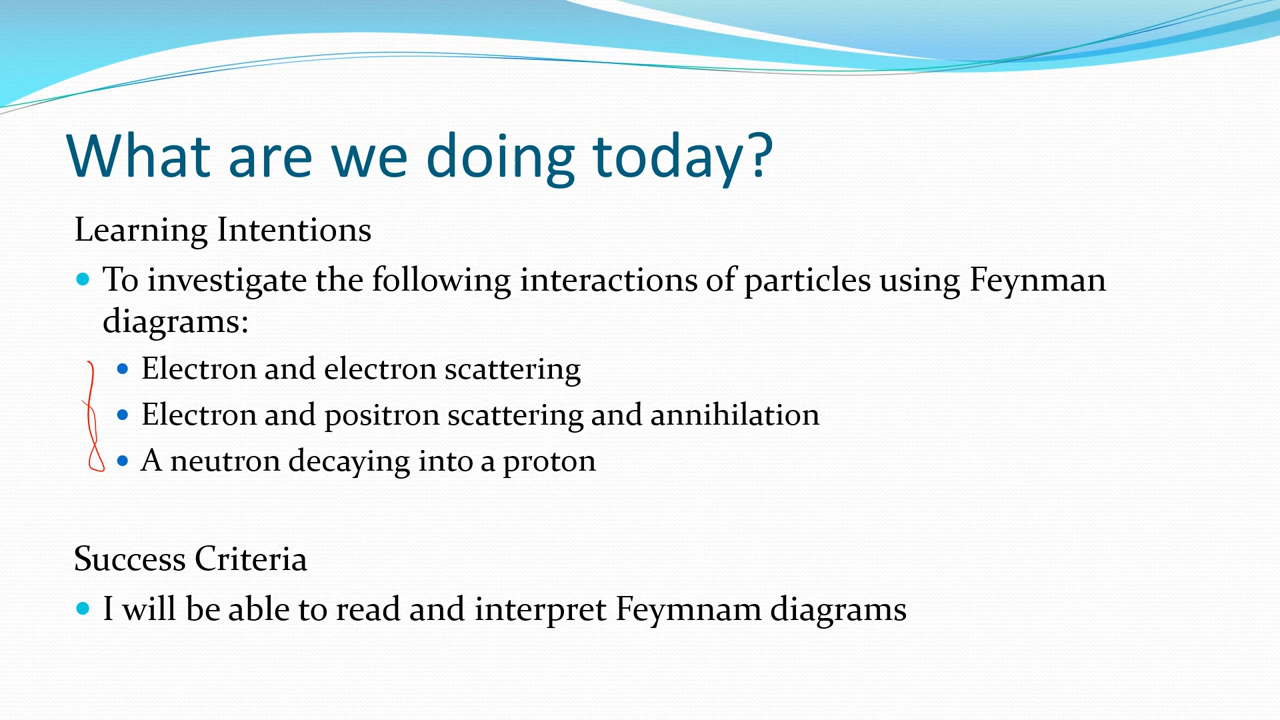 What are we doing today?
Learning Intentions
To investigate the following interactions of particles using Feynman
diagrams:
Electron and electron scattering
Electron and positron scattering and annihilation
A neutron decaying into a proton
Success Criteria
I will be able to read and interpret Feymnam diagrams